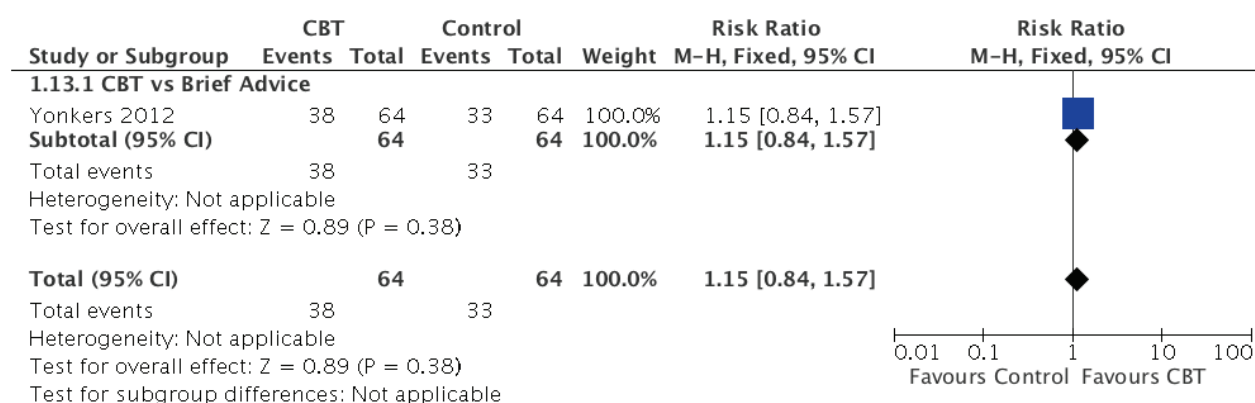 CBT Control Risk Ratio Risk Ratio
Study or Subgroup Events Total Events Total Weight M-H, Fixed, 95% CI M-H, Fixed, 95% CI
1.13.1 CBT vs Brief Advice
Yonkers 2012 38 64 33 64 100.0% 1.15 [0.84, 1.57]
Subtotal (95% CI) 64 64 100.0% 1.15 [0.84, 1.57]
Total events 38 33
Heterogeneity: Not applicable
Test for overall effect: Z = 0.89 (P = 0.38)
Total (95% CI) 64 64 100.0% 1.15 [0.84, 1.57]
Total events 38 33
Heterogeneity: Not applicable
Test for overall effect: Z = 0.89 (P = 0.38)
Test for subgroup differences: Not applicable
0.01 0.1 1 10 100
Favours Control Favours CBT